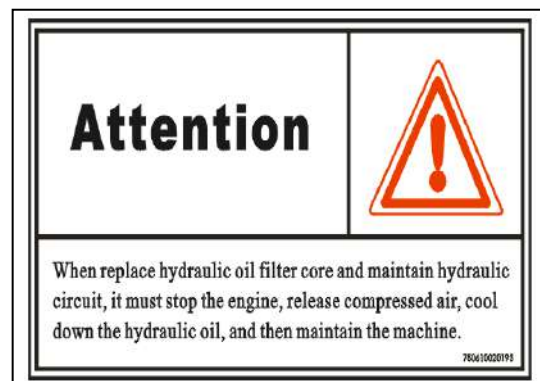 Attention
When replace hydraulic oil filter core and maintain hydraulic
circuit, it must stop the engine, release compressed air, cool
down the hydraulic oil, and then maintain the machine.
780610020193